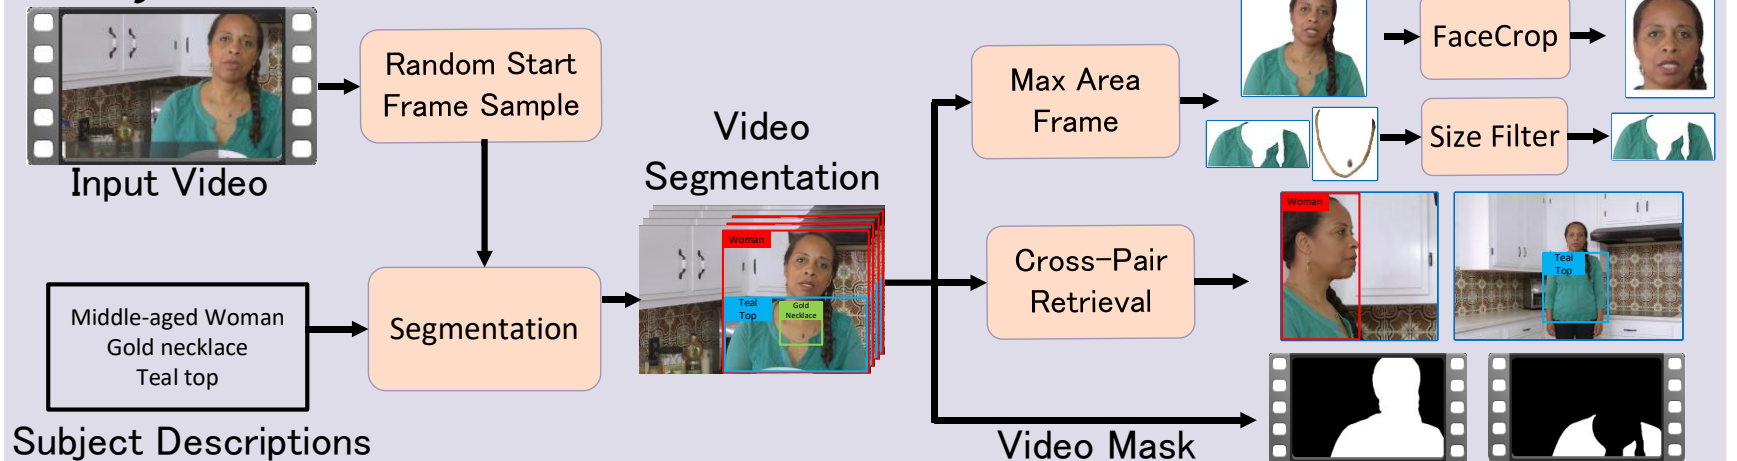 Input Video
Random Start
Frame Sample
Middle-aged Woman
Gold necklace
Teal top
Subject Descriptions
Segmentation
Video
Segmentation
Woman
Teal
Top
Gold
Necklace
Max Area
Frame
FaceCrop
Size Filter
Cross-Pair
Retrieval
Woman
Teal
Top
Video Mask